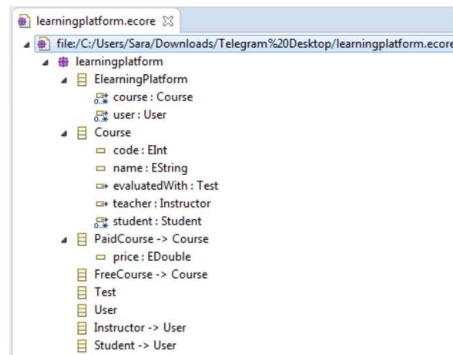 learningplatform.ecore
file:/C:/Users/Sara/Downloads/Telegram%20Desktop/learningplatform.ecore
learningplatform
ElearningPlatform
course : Course
user : User
Course
code : EInt
name : EString
evaluatedWith : Test
teacher : Instructor
student : Student
PaidCourse -> Course
price : EDouble
FreeCourse -> Course
Test
User
Instructor -> User
Student -> User